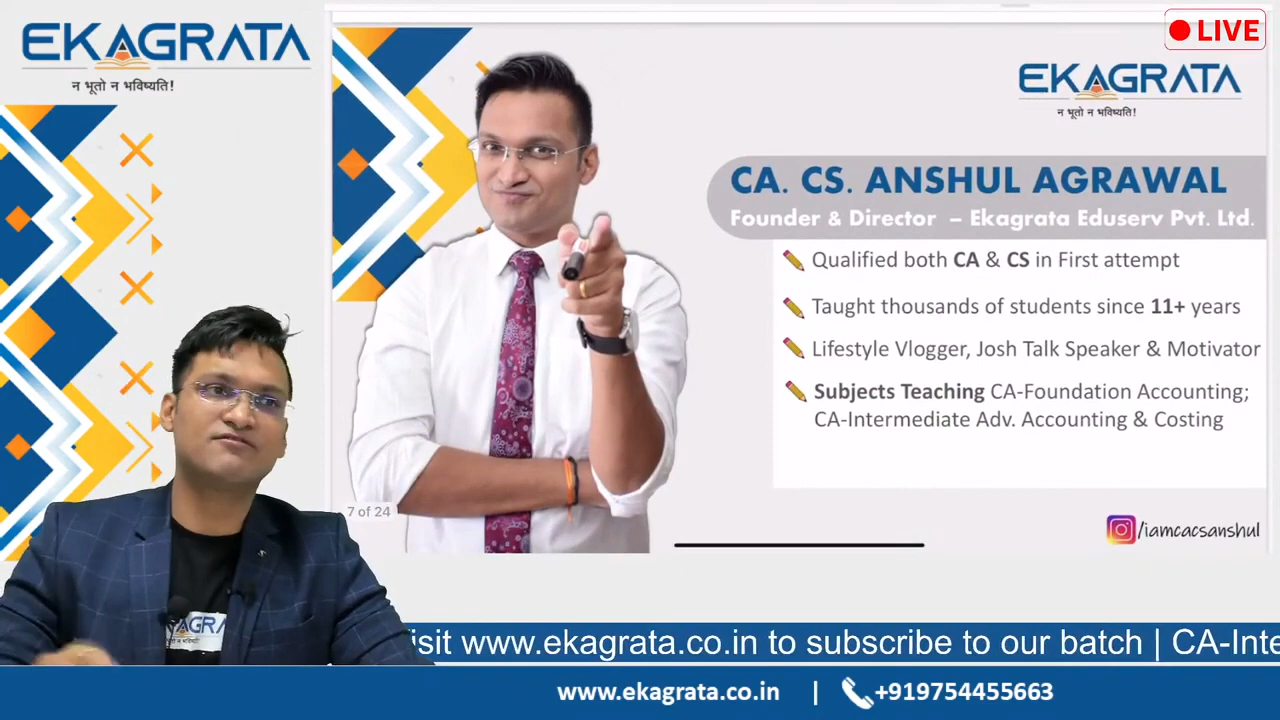 EKAGRATA
न भूतो न भविष्यति!
LIVE
EKAGRATA
न भूतो न भविष्यति!
CA. CS. ANSHUL AGRAWAL
Founder & Director – Ekagrata Eduserv Pvt. Ltd.
Qualified both CA & CS in First attempt
Taught thousands of students since 11+ years
Lifestyle Vlogger, Josh Talk Speaker & Motivator
Subjects Teaching CA-Foundation Accounting;
CA-Intermediate Adv. Accounting & Costing
7 of 24
/iamcacsanshul
www.ekagrata.co.in to subscribe to our batch | CA-Inte
www.ekagrata.co.in | +919754455663